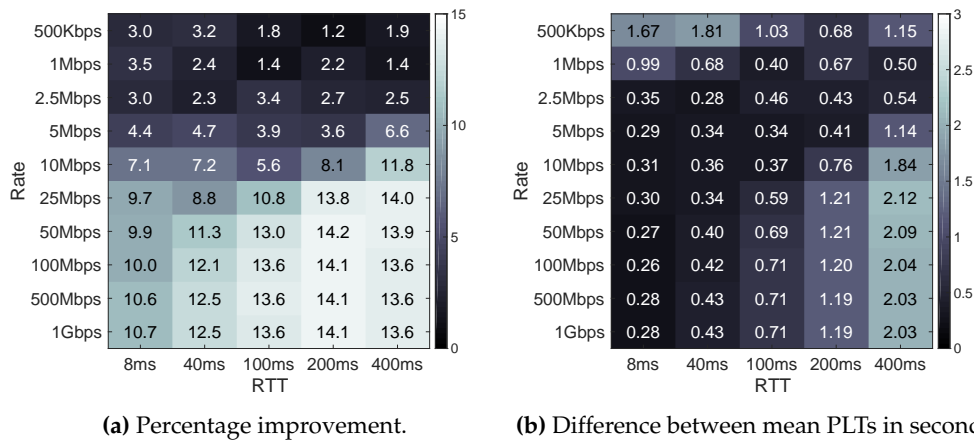 500Kbps 3.0 3.2 1.8 1.2 1.9 15
1Mbps 3.5 2.4 1.4 2.2 1.4
2.5Mbps 3.0 2.3 3.4 2.7 2.5
5Mbps 4.4 4.7 3.9 3.6 6.6 10
10Mbps 7.1 7.2 5.6 8.1 11.8
Rate
25Mbps 9.7 8.8 10.8 13.8 14.0
50Mbps 9.9 11.3 13.0 14.2 13.9 5
100Mbps 10.0 12.1 13.6 14.1 13.6
500Mbps 10.6 12.5 13.6 14.1 13.6
1Gbps 10.7 12.5 13.6 14.1 13.6 0
8ms 40ms 100ms 200ms 400ms
RTT
(a) Percentage improvement.
500Kbps 1.67 1.81 1.03 0.68 1.15 3
1Mbps 0.99 0.68 0.40 0.67 0.50 2.5
2.5Mbps 0.35 0.28 0.46 0.43 0.54
5Mbps 0.29 0.34 0.34 0.41 1.14 2
10Mbps 0.31 0.36 0.37 0.76 1.84
Rate
25Mbps 0.30 0.34 0.59 1.21 2.12 1.5
50Mbps 0.27 0.40 0.69 1.21 2.09 1
100Mbps 0.26 0.42 0.71 1.20 2.04
500Mbps 0.28 0.43 0.71 1.19 2.03 0.5
1Gbps 0.28 0.43 0.71 1.19 2.03 0
8ms 40ms 100ms 200ms 400ms
RTT
(b) Difference between mean PLTs in second